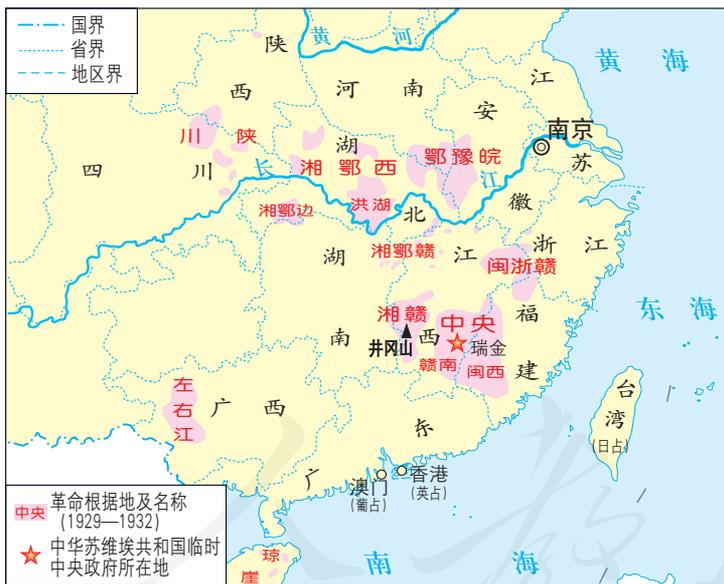 国界
省界
地区界
陕
西
黄 河
河 南
江
苏
安
徽
黄 海
南京
川 陕
四 川
长 江
湖
北
湘 鄂 西
鄂豫皖
洪湖
湘鄂边
湘鄂赣
湖
南
江
西
浙 江
闽浙赣
湘赣
井冈山
中央
瑞金
赣南
闽西
福
建
东 海
左
右
江
广 西
广
东
台
湾
(日占)
香港
(英占)
澳门
(葡占)
南 海
琼
崖
中央 革命根据地及名称
(1929—1932)
中华苏维埃共和国临时
中央政府所在地
人教